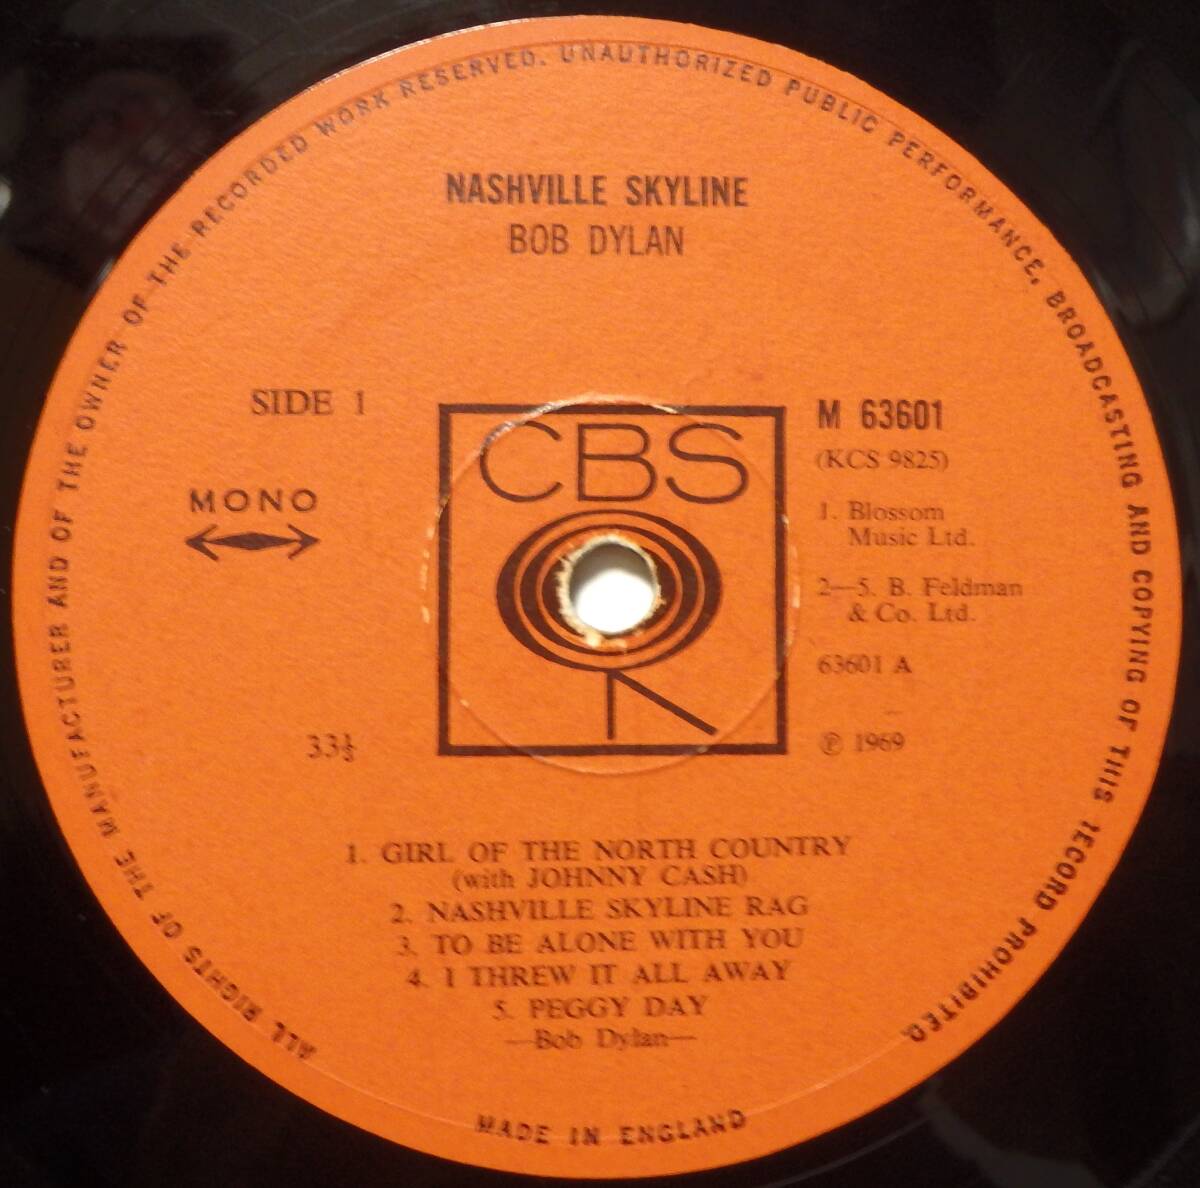 ALL RIGHTS OF THE MANUFACTURER AND OF THE OWNER OF THE RECORDED WORK RESERVED. UNAUTHORIZED PUBLIC PERFORMANCE, BROADCASTING AND COPYING OF THIS RECORD PROHIBITED.
NASHVILLE SKYLINE
BOB DYLAN
SIDE 1
MONO
33⅓
CBS
M 63601
(KCS 9825)
1. Blossom
Music Ltd.
2—5. B. Feldman
& Co. Ltd.
63601 A
℗ 1969
1. GIRL OF THE NORTH COUNTRY
(with JOHNNY CASH)
2. NASHVILLE SKYLINE RAG
3. TO BE ALONE WITH YOU
4. I THREW IT ALL AWAY
5. PEGGY DAY
—Bob Dylan—
MADE IN ENGLAND